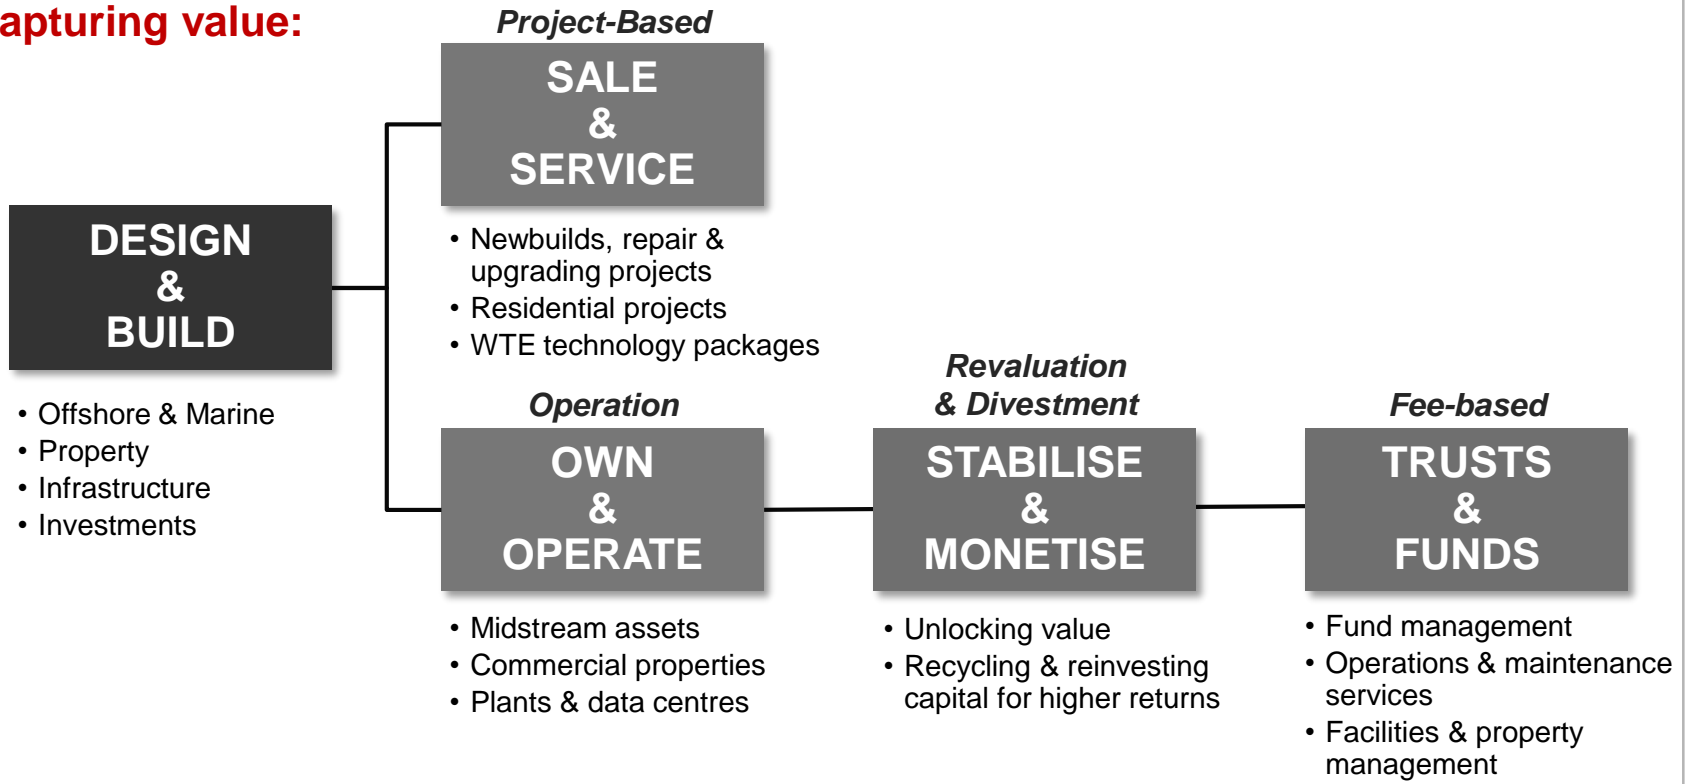 apturing value:
Project-Based
SALE
&
SERVICE
• Newbuilds, repair &
upgrading projects
• Residential projects
• WTE technology packages
DESIGN
&
BUILD
• Offshore & Marine
• Property
• Infrastructure
• Investments
Operation
OWN
&
OPERATE
• Midstream assets
• Commercial properties
• Plants & data centres
Revaluation
& Divestment
STABILISE
&
MONETISE
• Unlocking value
• Recycling & reinvesting
capital for higher returns
Fee-based
TRUSTS
&
FUNDS
• Fund management
• Operations & maintenance
services
• Facilities & property
management